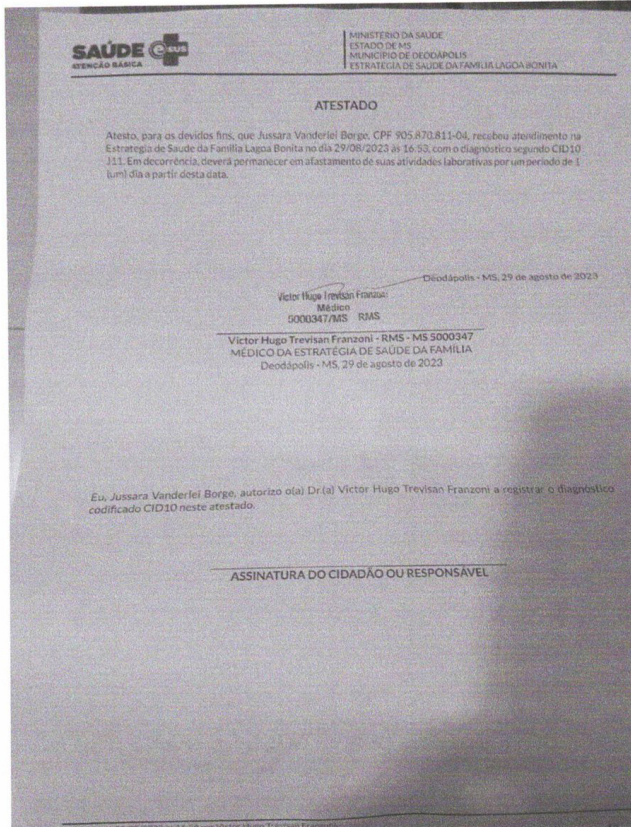 SAÚDE e sus
ATENÇÃO BÁSICA
MINISTÉRIO DA SAÚDE
ESTADO DE MS
MUNICÍPIO DE DEODÁPOLIS
ESTRATÉGIA DE SAÚDE DA FAMÍLIA LAGOA BONITA
ATESTADO
Atesto, para os devidos fins, que Jussara Vanderlei Borge, CPF 905.870.811-04, recebeu atendimento na
Estratégia de Saúde da Família Lagoa Bonita no dia 29/08/2023 às 16:53, com o diagnóstico segundo CID10
J11. Em decorrência, deverá permanecer em afastamento de suas atividades laborativas por um período de 1
(um) dia a partir desta data.
Deodápolis - MS, 29 de agosto de 2023
Victor Hugo Trevisan Franzoni
Médico
5000347/MS RMS
Victor Hugo Trevisan Franzoni - RMS - MS 5000347
MÉDICO DA ESTRATÉGIA DE SAÚDE DA FAMÍLIA
Deodápolis - MS, 29 de agosto de 2023
Eu, Jussara Vanderlei Borge, autorizo o(a) Dr.(a) Victor Hugo Trevisan Franzoni a registrar o diagnóstico
codificado CID10 neste atestado.
ASSINATURA DO CIDADÃO OU RESPONSÁVEL
Victor Hugo Trevisan Franzoni